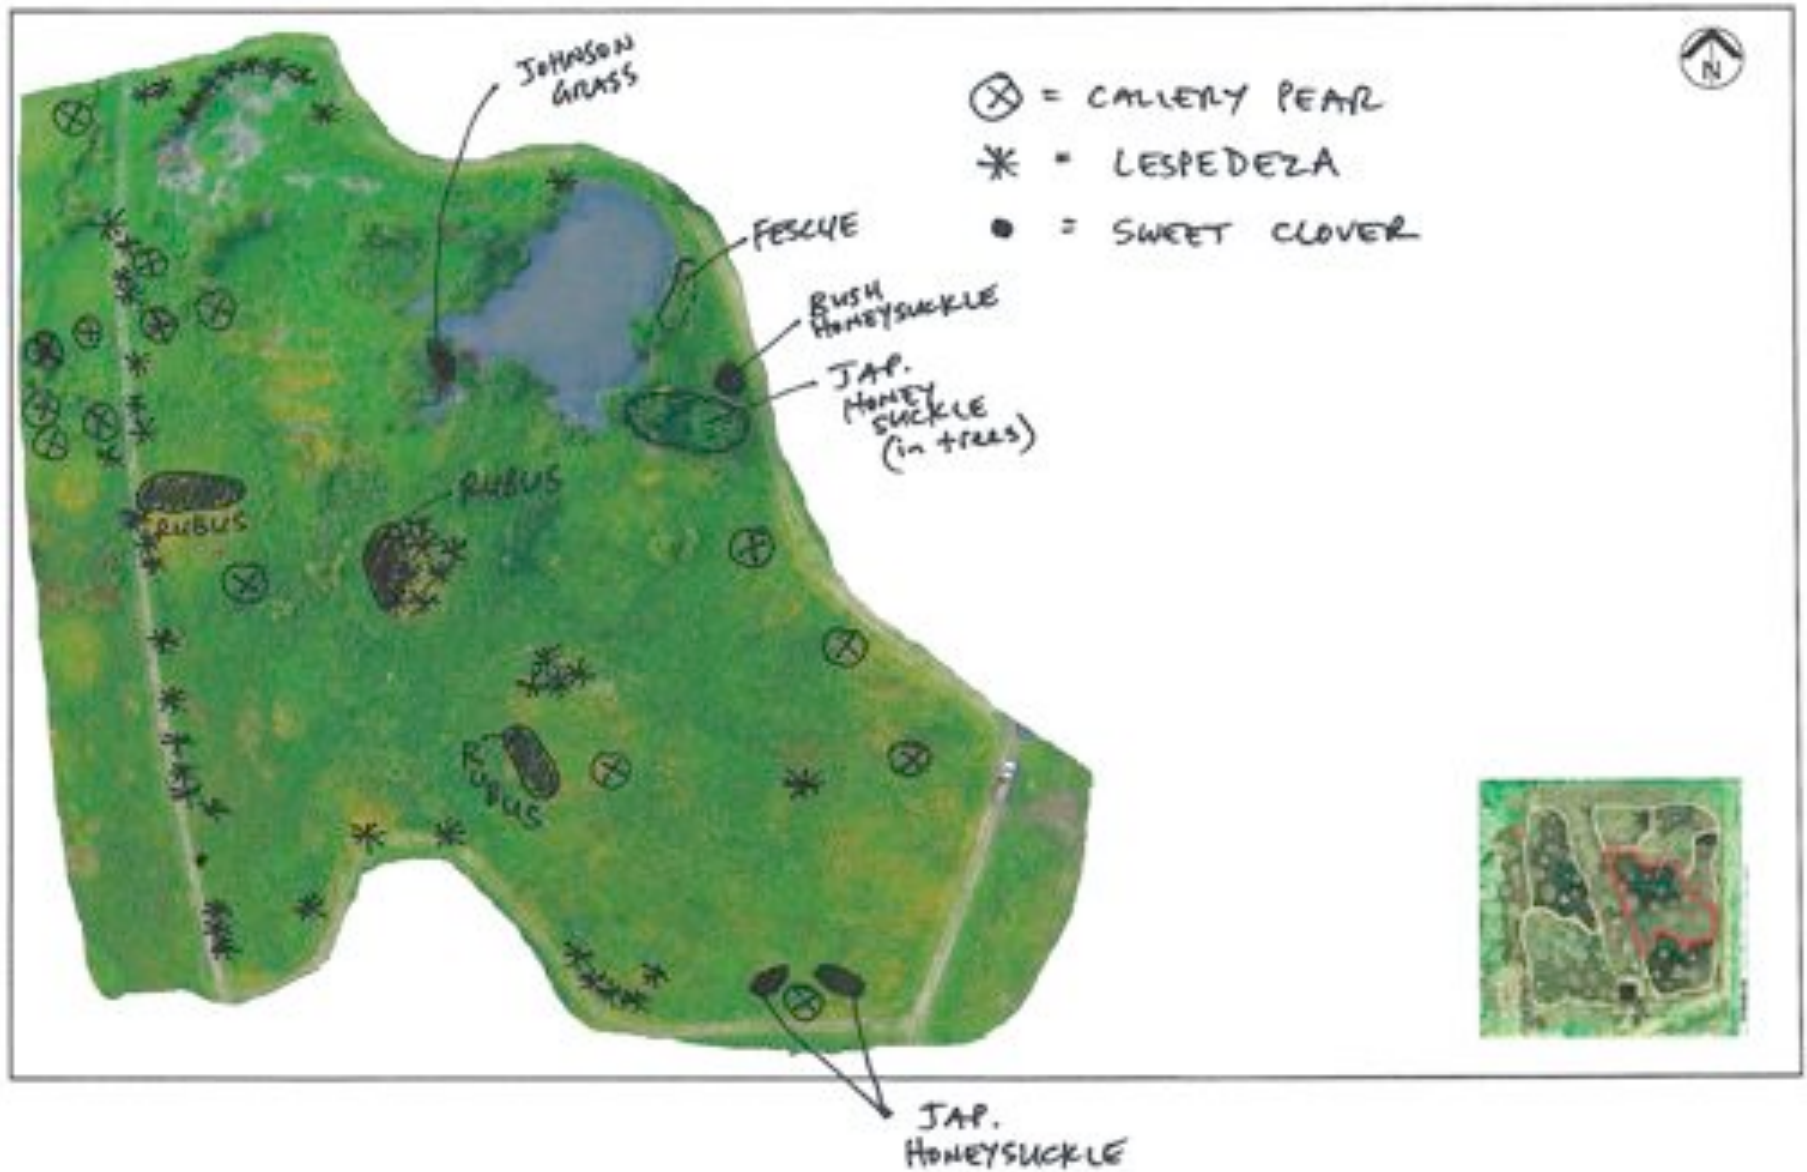 N
JOHNSON
GRASS
⊗ = CALLERY PEAR
* = LESPEDEZA
• = SWEET CLOVER
FESCUE
BUSH
HONEYSUCKLE
JAP.
HONEY
SUCKLE
(in trees)
RUBUS
RUBUS
RUBUS
JAP.
HONEYSUCKLE